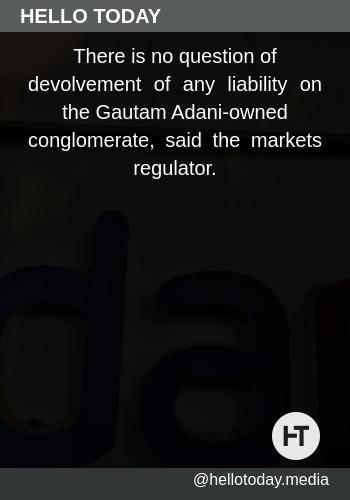 HELLO TODAY
There is no question of
devolvement of any liability on
the Gautam Adani-owned
conglomerate, said the markets
regulator.
da
HT
@hellotoday.media